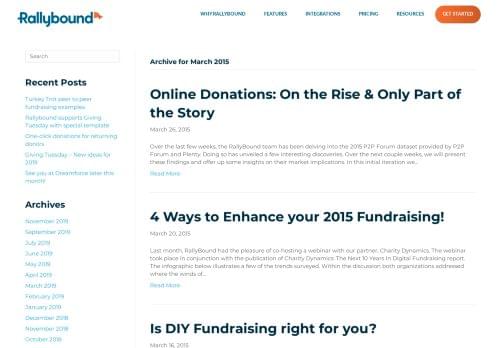 Rallybound
WHY RALLYBOUND
FEATURES
INTEGRATIONS
PRICING
RESOURCES
GET STARTED
Search
Recent Posts
Turkey Trot peer to peer
fundraising examples
Rallybound supports Giving
Tuesday with special template
One-click donations for returning
donors
Giving Tuesday – New ideas for
2019
See you at Dreamforce later this
month!
Archives
November 2019
September 2019
July 2019
June 2019
May 2019
April 2019
March 2019
February 2019
January 2019
December 2018
November 2018
October 2018
Archive for March 2015
Online Donations: On the Rise & Only Part of
the Story
March 26, 2015
Over the last few weeks, the RallyBound team has been delving into the 2015 P2P Forum dataset provided by P2P
Forum and Plenty. Doing so has unveiled a few interesting discoveries. Over the next couple weeks, we will present
these findings and offer up some insights on their market implications. In this initial iteration we...
Read More
4 Ways to Enhance your 2015 Fundraising!
March 20, 2015
Last month, RallyBound had the pleasure of co-hosting a webinar with our partner, Charity Dynamics. The webinar
took place in conjunction with the publication of Charity Dynamics' The Next 10 Years In Digital Fundraising report.
The infographic below illustrates a few of the trends surveyed. Within the discussion both organizations addressed
where the winds of...
Read More
Is DIY Fundraising right for you?
March 16, 2015